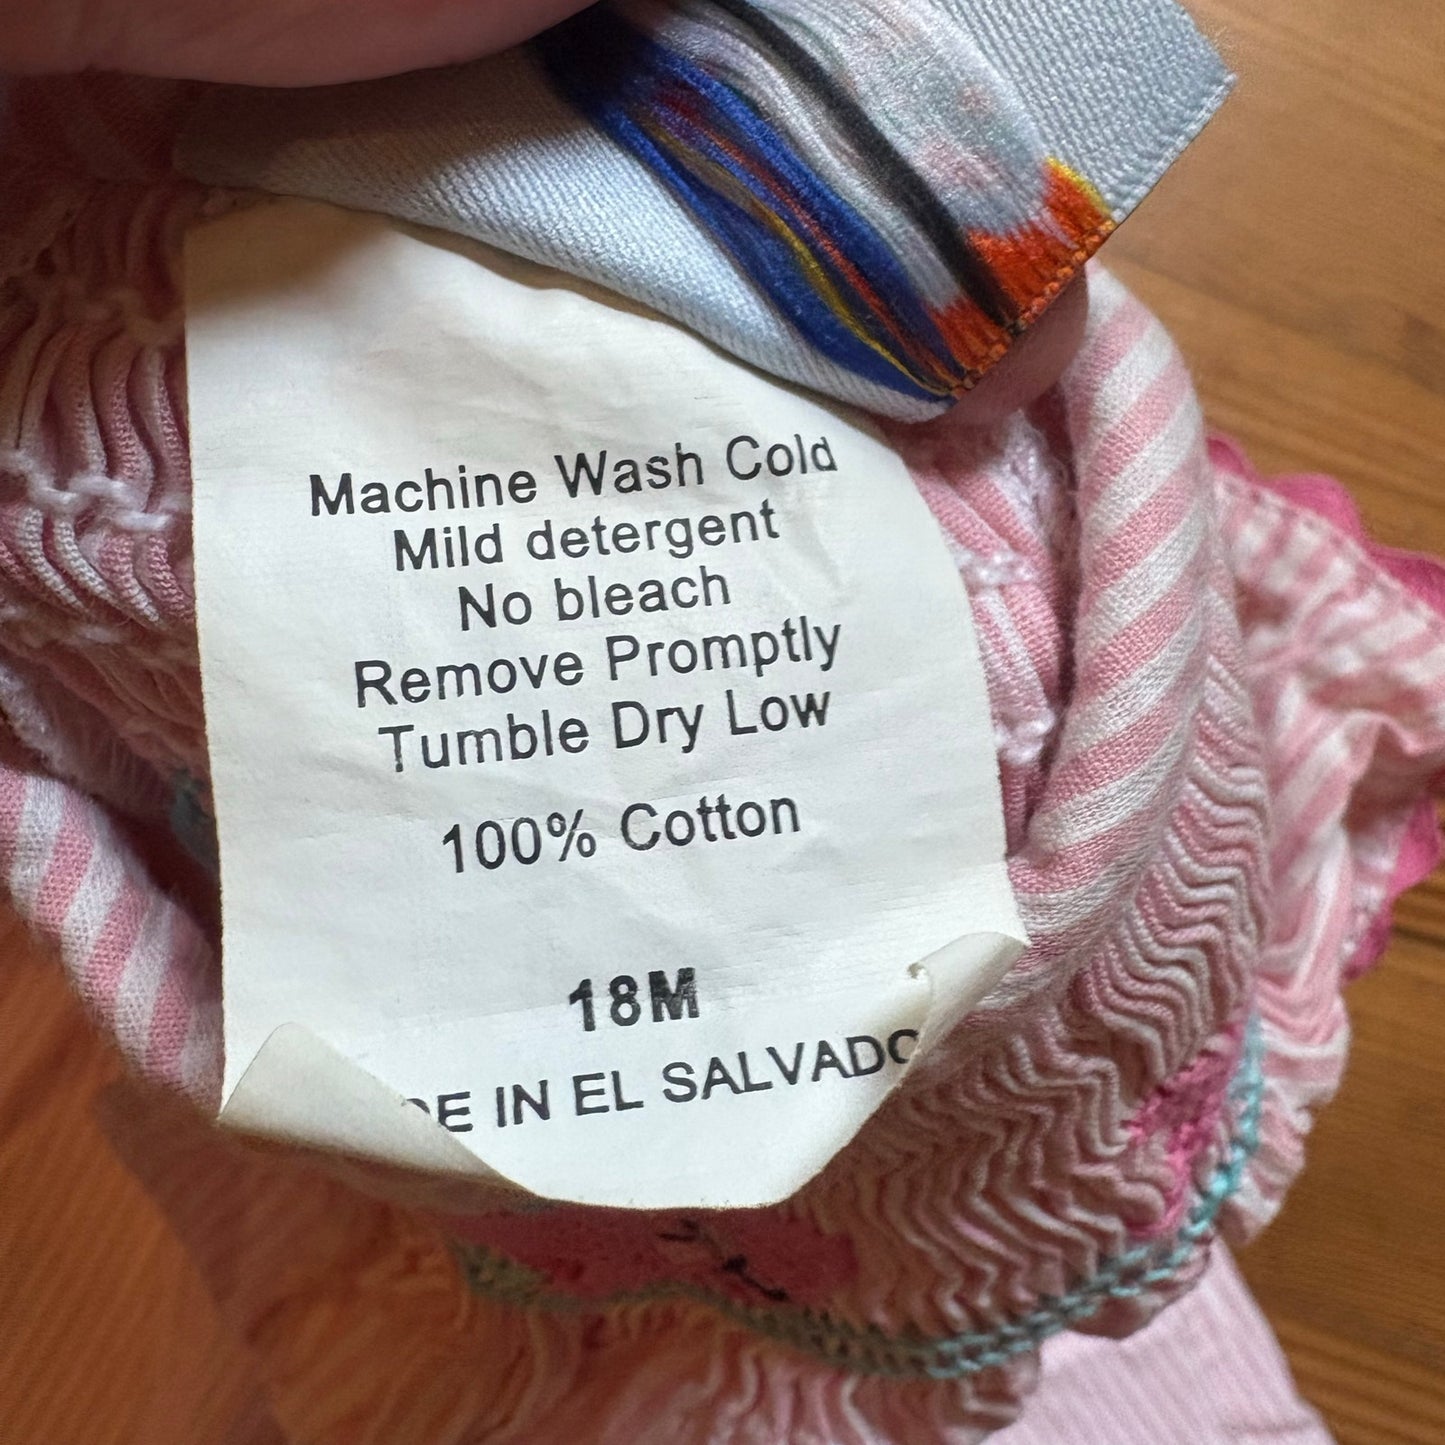 Machine Wash Cold
Mild detergent
No bleach
Remove Promptly
Tumble Dry Low
100% Cotton
18M
DE IN EL SALVADO